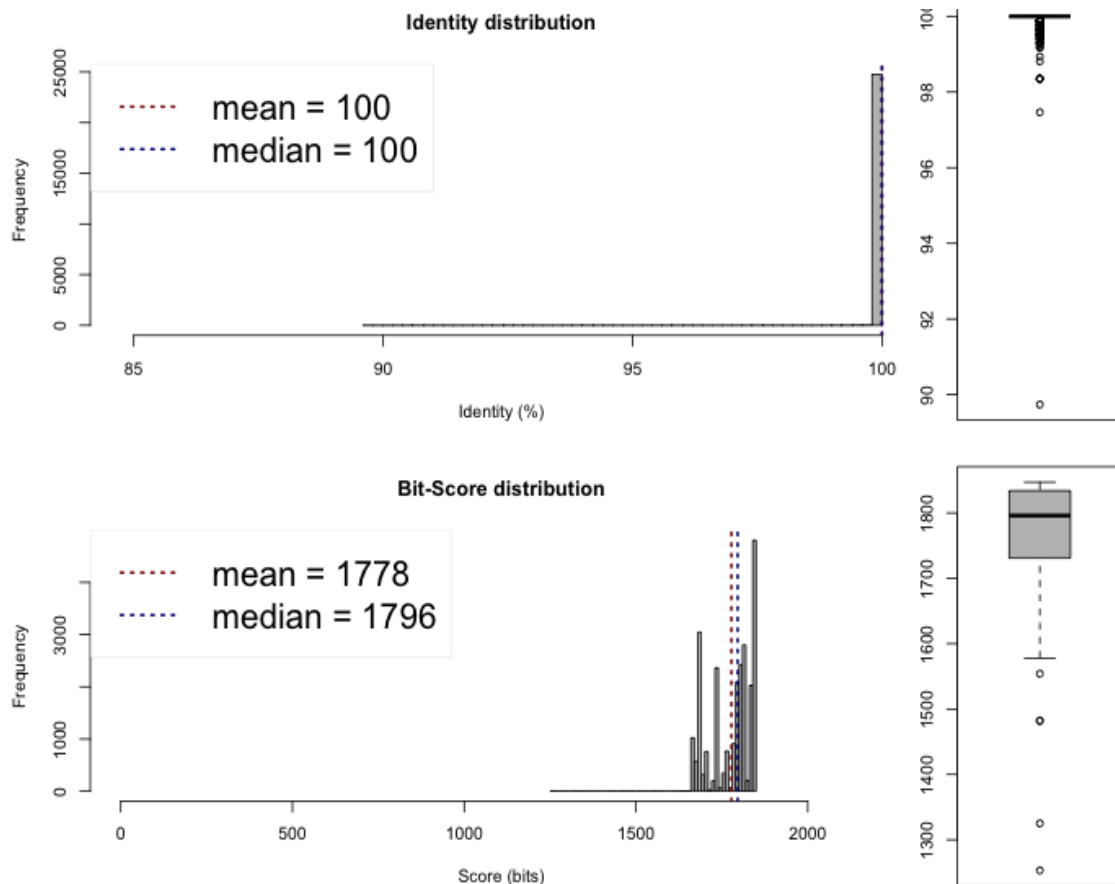 Identity distribution
mean = 100
median = 100
Frequency
0
5000
15000
25000
85
90
95
100
Identity (%)
100
98
96
94
92
90
Bit-Score distribution
mean = 1778
median = 1796
Frequency
0
1000
3000
0
500
1000
1500
2000
Score (bits)
1800
1700
1600
1500
1400
1300